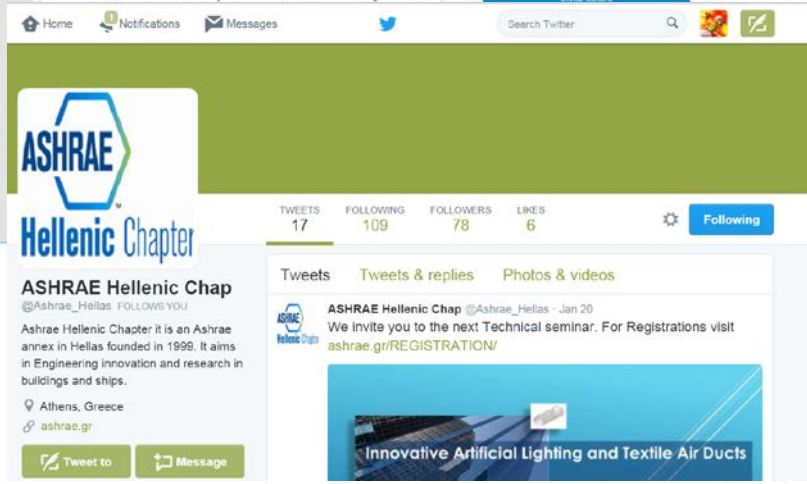 Home
1
Notifications
Messages
Search Twitter
ASHRAE
Hellenic Chapter
TWEETS
17
FOLLOWING
109
FOLLOWERS
78
LIKES
6
Following
ASHRAE Hellenic Chap
@Ashrae_Hellas FOLLOWS YOU
Ashrae Hellenic Chapter it is an Ashrae
annex in Hellas founded in 1999. It aims
in Engineering innovation and research in
buildings and ships.
Athens, Greece
ashrae.gr
Tweet to
Message
Tweets
Tweets & replies
Photos & videos
ASHRAE
Hellenic Chapter
ASHRAE Hellenic Chap @Ashrae_Hellas · Jan 20
We invite you to the next Technical seminar. For Registrations visit
ashrae.gr/REGISTRATION/
Innovative Artificial Lighting and Textile Air Ducts